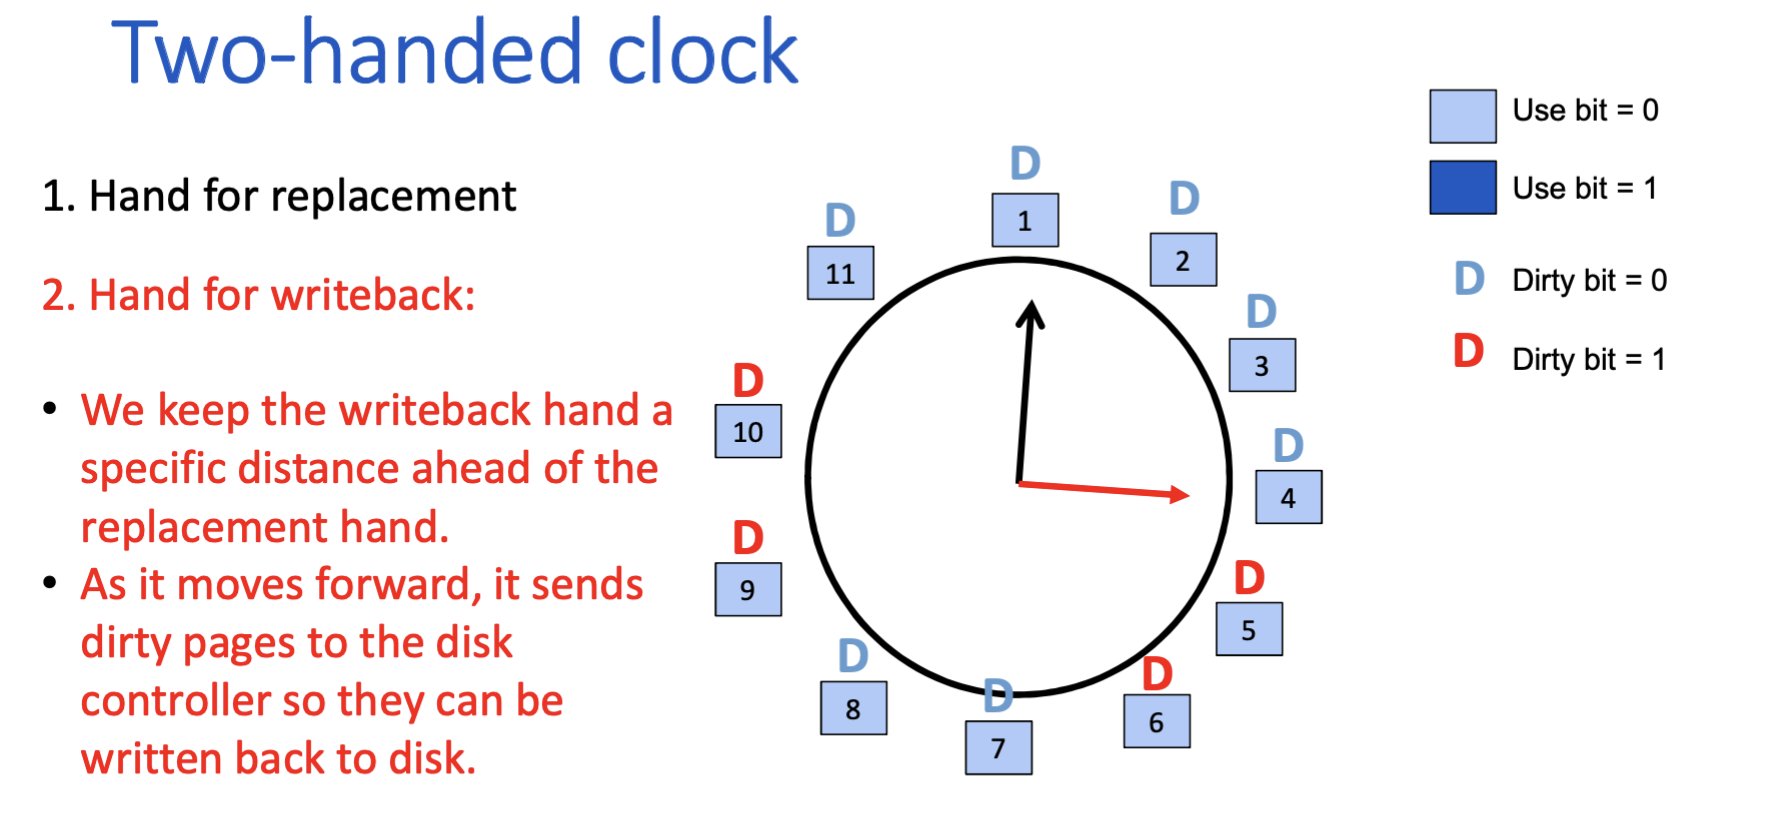 Two-handed clock
1. Hand for replacement
2. Hand for writeback:
• We keep the writeback hand a
specific distance ahead of the
replacement hand.
• As it moves forward, it sends
dirty pages to the disk
controller so they can be
written back to disk.
D
1
D
2
D
3
D
4
D
5
D
6
D
7
D
8
D
9
D
10
D
11
Use bit = 0
Use bit = 1
D Dirty bit = 0
D Dirty bit = 1